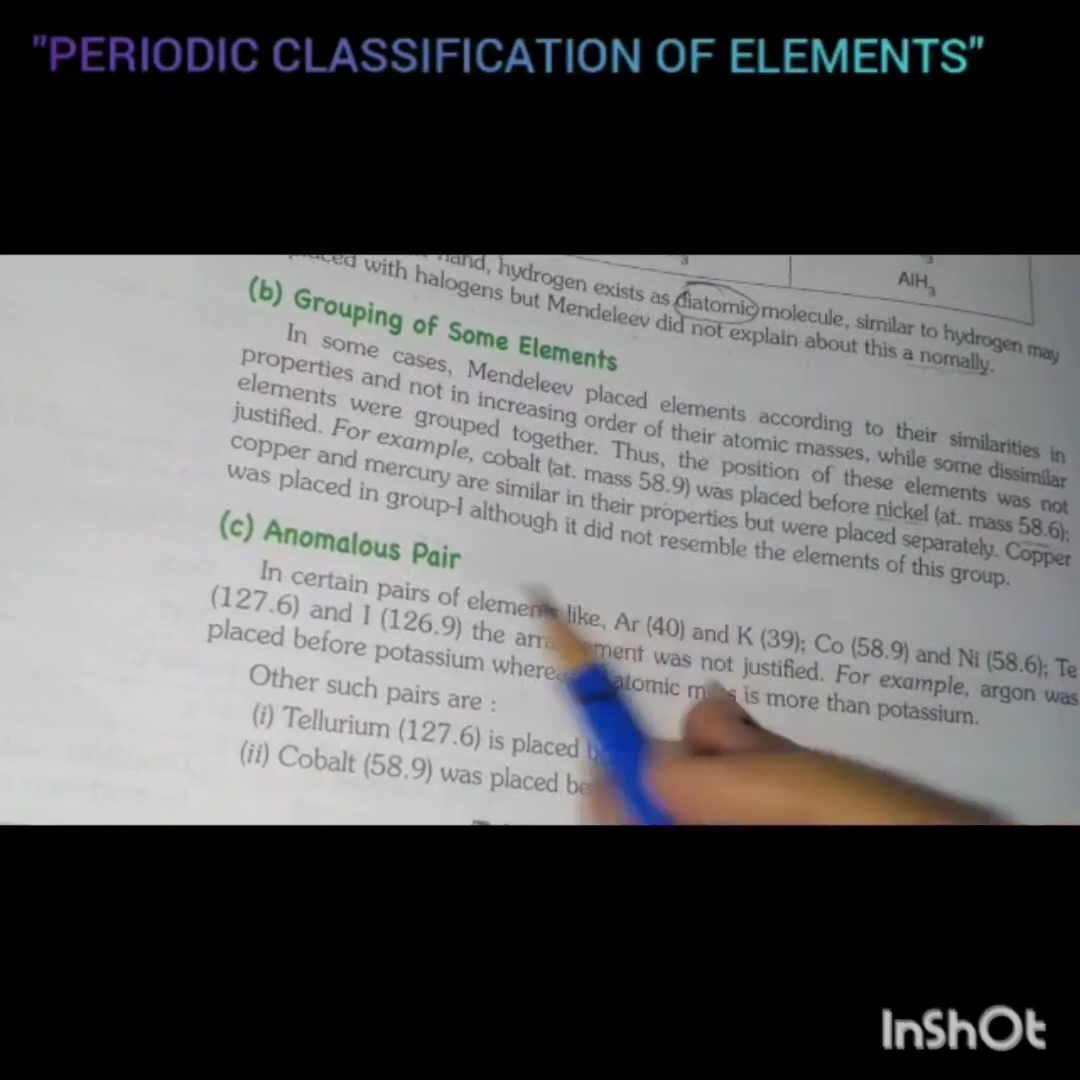 "PERIODIC CLASSIFICATION OF ELEMENTS"
3
3
AlH3
hand, hydrogen exists as diatomic molecule, similar to hydrogen may
with halogens but Mendeleev did not explain about this a nomally.
(b) Grouping of Some Elements
In some cases, Mendeleev placed elements according to their similarities in
properties and not in increasing order of their atomic masses, while some dissimilar
elements were grouped together. Thus, the position of these elements was not
justified. For example, cobalt (at. mass 58.9) was placed before nickel (at. mass 58.6);
copper and mercury are similar in their properties but were placed separately. Copper
was placed in group-I although it did not resemble the elements of this group.
(c) Anomalous Pair
In certain pairs of elements like, Ar (40) and K (39); Co (58.9) and Ni (58.6); Te
(127.6) and I (126.9) the was not justified. For example, argon was
placed before potassium atomic is more than potassium.
Other such pairs are :
(i) Tellurium (127.6) is placed
(ii) Cobalt (58.9) was placed
InShOt